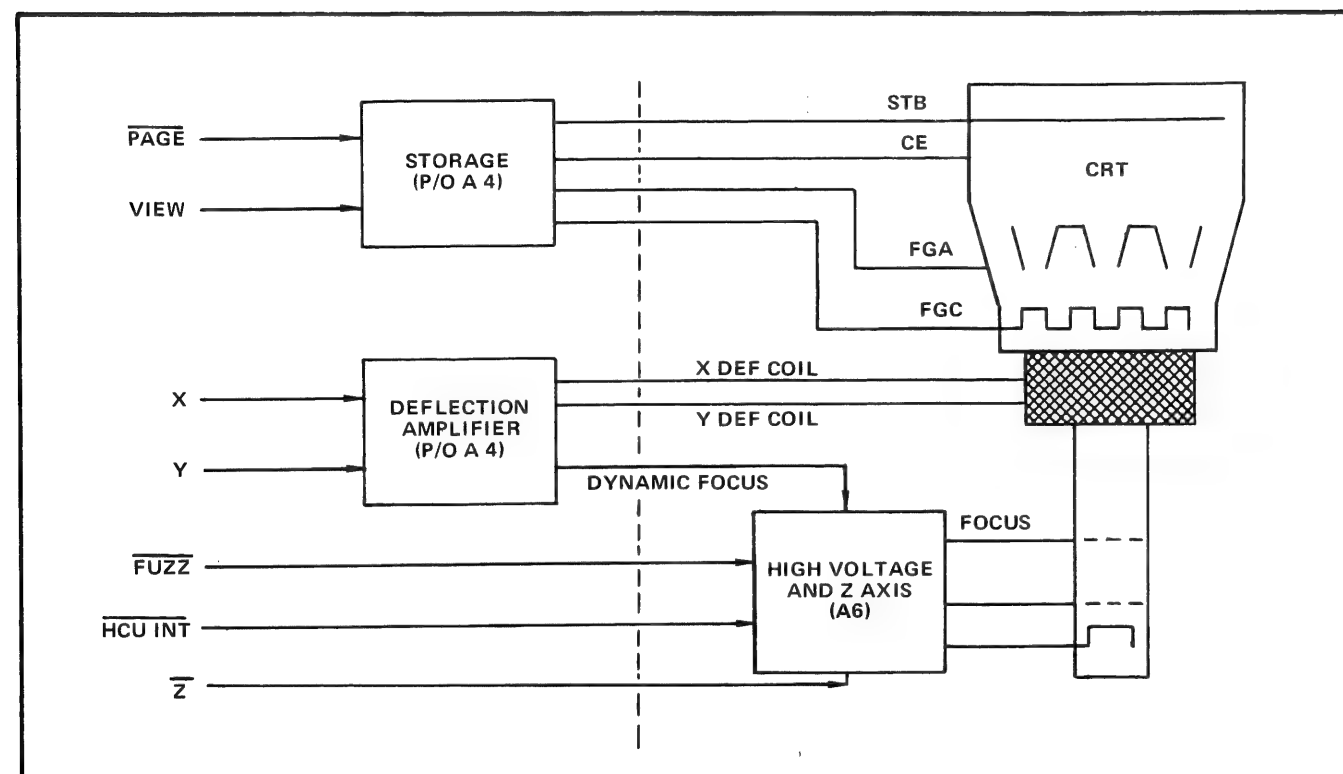 STB
PAGE
CE
STORAGE
(P/O A 4)
CRT
VIEW
FGA
FGC
X DEF COIL
X
DEFLECTION
AMPLIFIER
(P/O A 4)
Y DEF COIL
Y
DYNAMIC FOCUS
FOCUS
FUZZ
HIGH VOLTAGE
AND Z AXIS
(A6)
HCU INT
Z